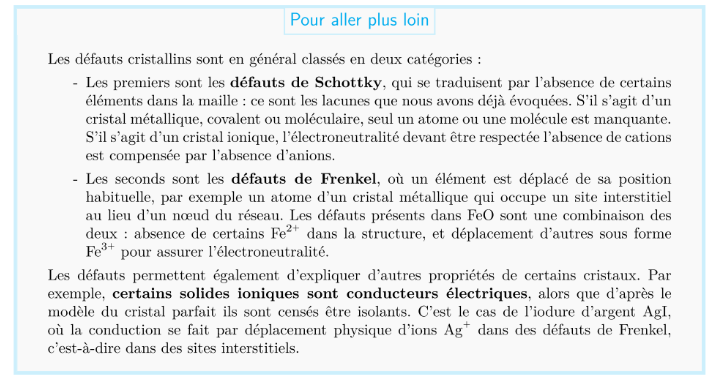 Pour aller plus loin
Les défauts cristallins sont en général classés en deux catégories :
- Les premiers sont les défauts de Schottky, qui se traduisent par l'absence de certains
éléments dans la maille : ce sont les lacunes que nous avons déjà évoquées. S'il s'agit d'un
cristal métallique, covalent ou moléculaire, seul un atome ou une molécule est manquante.
S'il s'agit d'un cristal ionique, l'électroneutralité devant être respectée l'absence de cations
est compensée par l'absence d'anions.
- Les seconds sont les défauts de Frenkel, où un élément est déplacé de sa position
habituelle, par exemple un atome d'un cristal métallique qui occupe un site interstitiel
au lieu d'un nœud du réseau. Les défauts présents dans FeO sont une combinaison des
deux : absence de certains Fe²⁺ dans la structure, et déplacement d'autres sous forme
Fe³⁺ pour assurer l'électroneutralité.
Les défauts permettent également d'expliquer d'autres propriétés de certains cristaux. Par
exemple, certains solides ioniques sont conducteurs électriques, alors que d'après le
modèle du cristal parfait ils sont censés être isolants. C'est le cas de l'iodure d'argent AgI,
où la conduction se fait par déplacement physique d'ions Ag⁺ dans des défauts de Frenkel,
c'est-à-dire dans des sites interstitiels.